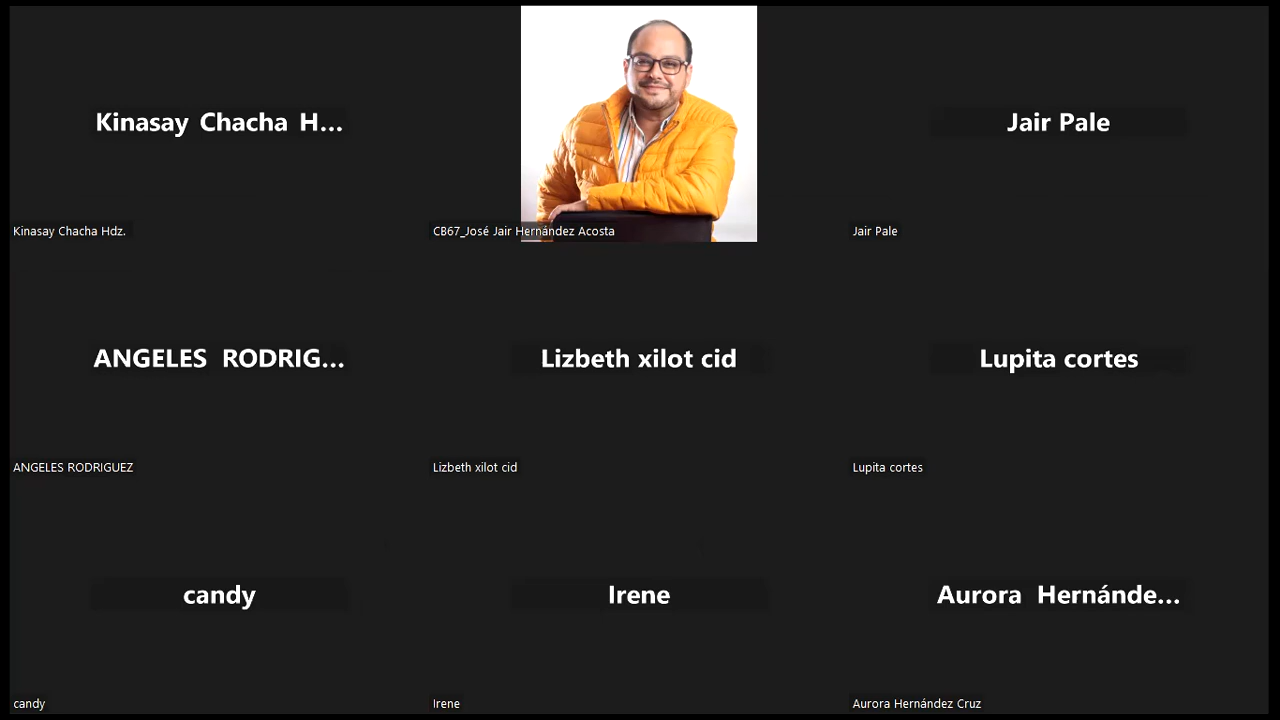 Kinasay Chacha H...
Kinasay Chacha Hdz.
CB67_José Jair Hernández Acosta
Jair Pale
Jair Pale
ANGELES RODRIG...
ANGELES RODRIGUEZ
Lizbeth xilot cid
Lizbeth xilot cid
Lupita cortes
Lupita cortes
candy
candy
Irene
Irene
Aurora Hernánde...
Aurora Hernández Cruz